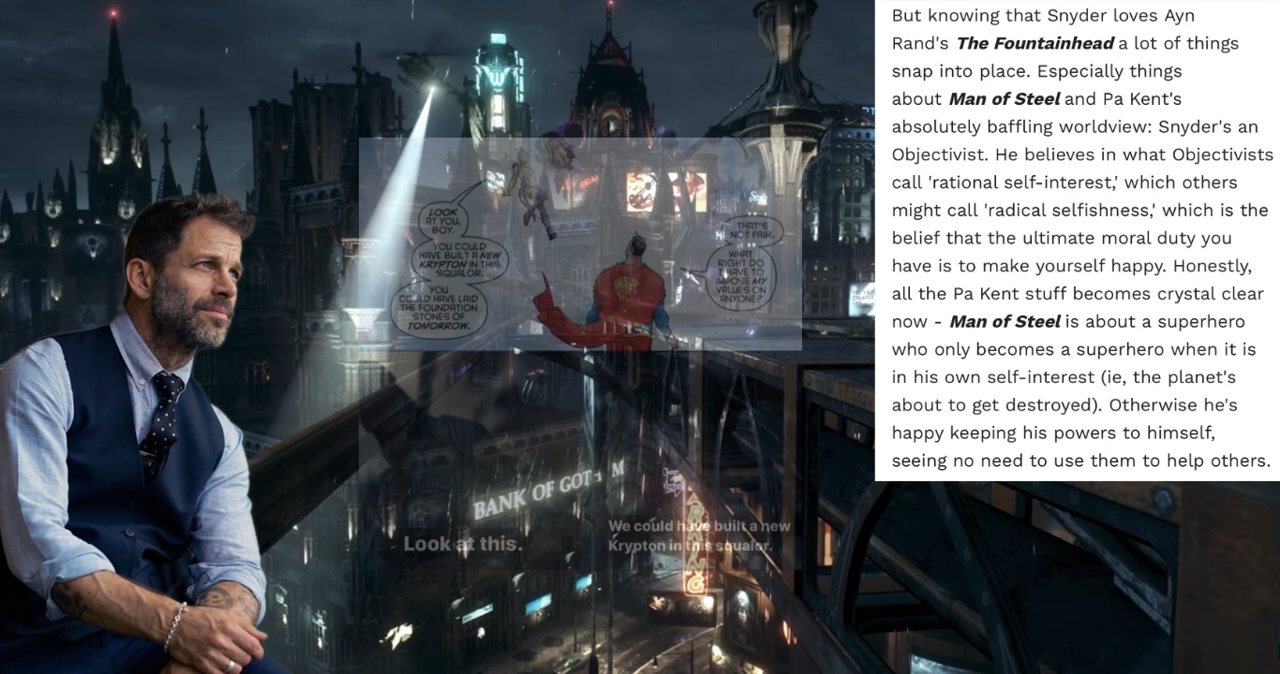 But knowing that Snyder loves Ayn
Rand's The Fountainhead a lot of things
snap into place. Especially things
about Man of Steel and Pa Kent's
absolutely baffling worldview: Snyder's an
Objectivist. He believes in what Objectivists
call 'rational self-interest,' which others
might call 'radical selfishness,' which is the
belief that the ultimate moral duty you
have is to make yourself happy. Honestly,
all the Pa Kent stuff becomes crystal clear
now - Man of Steel is about a superhero
who only becomes a superhero when it is
in his own self-interest (ie, the planet's
about to get destroyed). Otherwise he's
happy keeping his powers to himself,
seeing no need to use them to help others.
LOOK
AT YOU,
BOY.
YOU COULD
HAVE BUILT A NEW
KRYPTON IN THIS
SQUALOR.
YOU
COULD HAVE LAID
THE FOUNDATION
STONES OF
TOMORROW.
THAT'S
NOT FAIR.
WHAT
RIGHT DO
I HAVE TO
IMPOSE MY
VALUES ON
ANYONE?
BANK OF GOT M
Look at this.
We could have built a new
Krypton in this squalor.